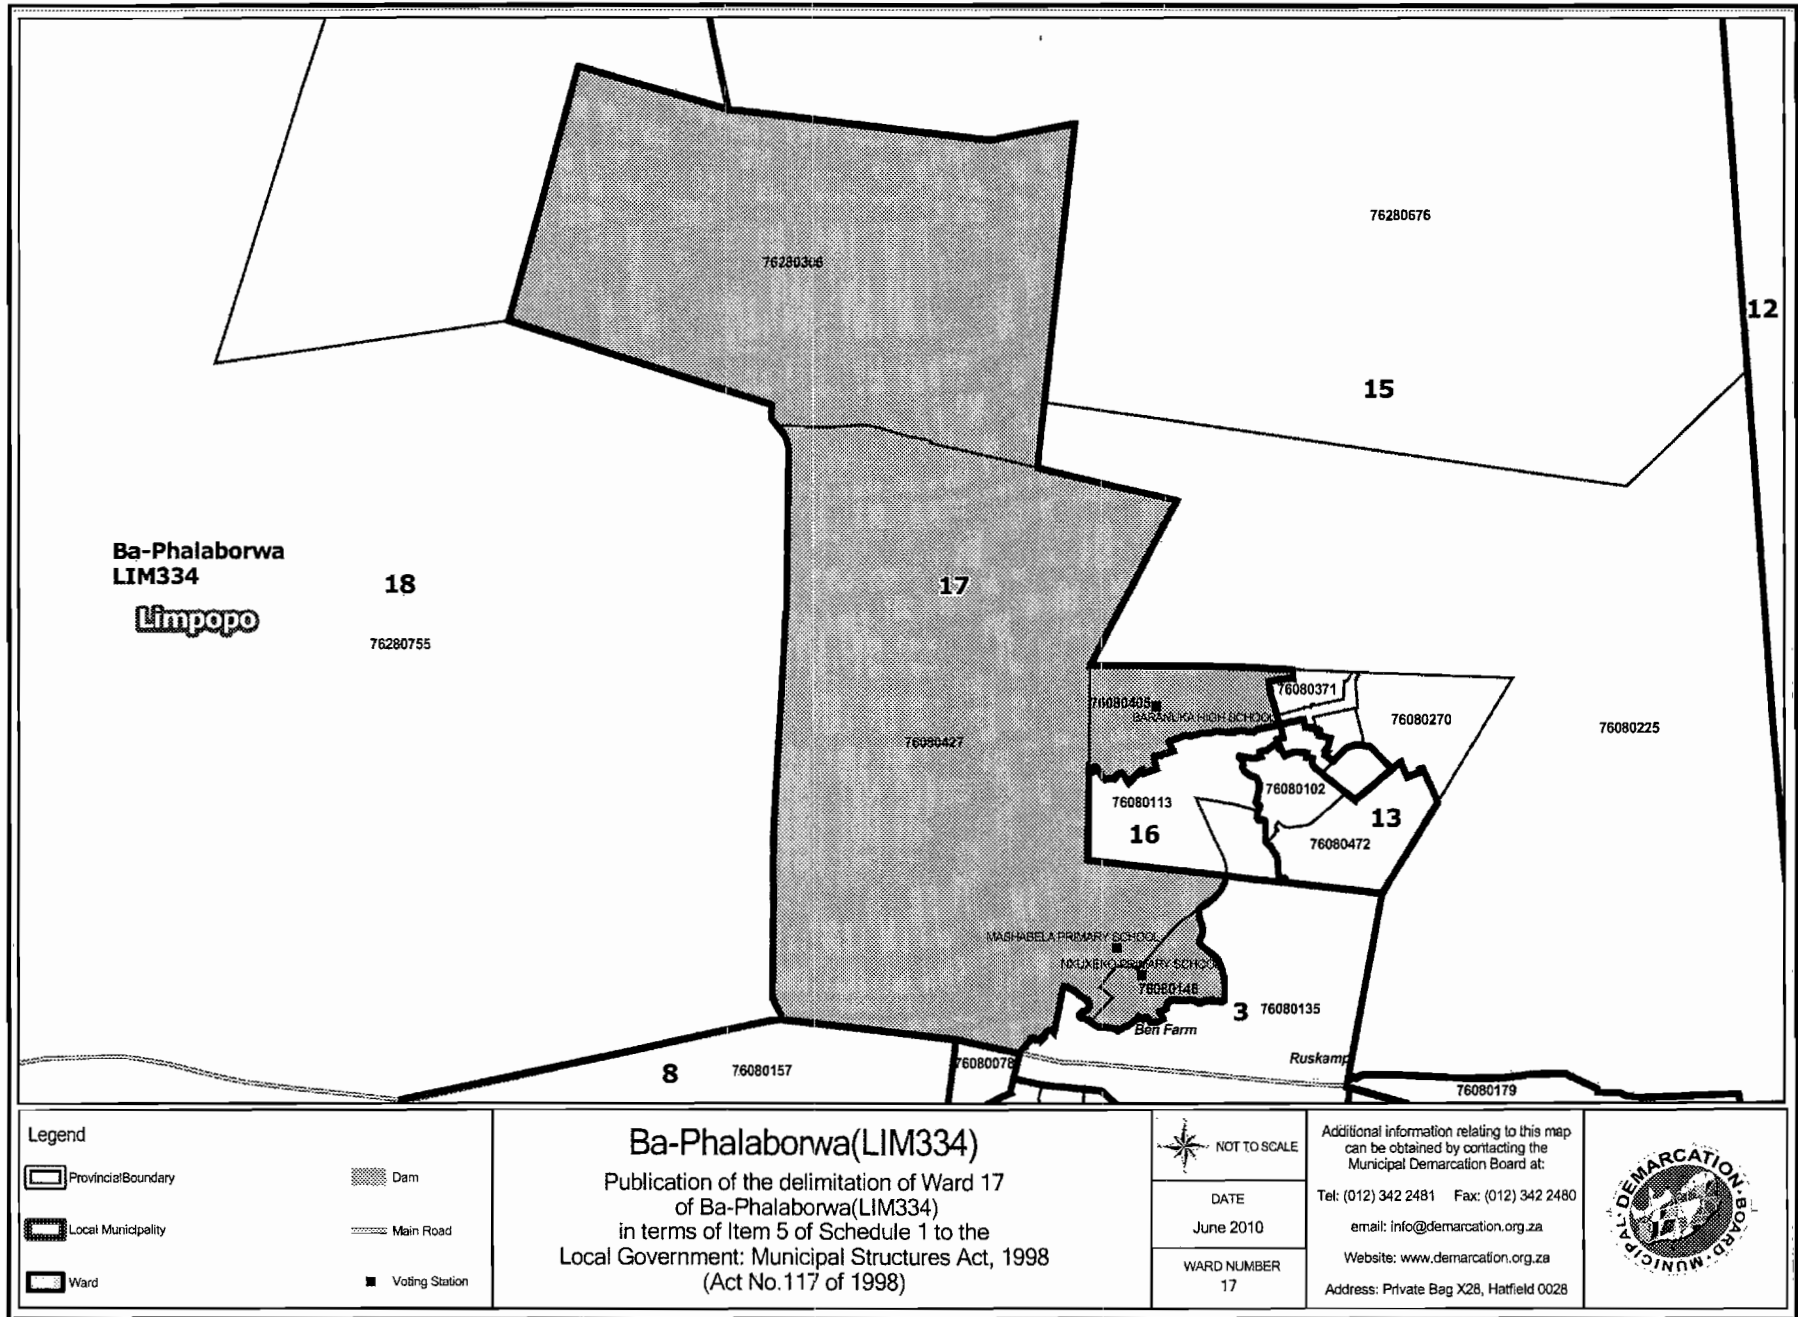 76280676
76280306
12
15
Ba-Phalaborwa
LIM334
Limpopo
18
17
76280755
76080405
BARANUKA HIGH SCHOOL
76080371
76080270
76080225
76080427
76080102
76080113
13
16
76080472
MASHABELA PRIMARY SCHOOL
NXUXEKO PRIMARY SCHOOL
76080146
3
76080135
Ben Farm
Ruskamp
8
76080157
76080078
76080179
Legend
ProvincialBoundary
Dam
Local Municipality
Main Road
Ward
Voting Station
Ba-Phalaborwa(LIM334)
Publication of the delimitation of Ward 17
of Ba-Phalaborwa(LIM334)
in terms of Item 5 of Schedule 1 to the
Local Government: Municipal Structures Act, 1998
(Act No.117 of 1998)
NOT TO SCALE
DATE
June 2010
WARD NUMBER
17
Additional information relating to this map
can be obtained by contacting the
Municipal Demarcation Board at:
Tel: (012) 342 2481 Fax: (012) 342 2480
email: info@demarcation.org.za
Website: www.demarcation.org.za
Address: Private Bag X28, Hatfield 0028
MUNICIPAL DEMARCATION BOARD